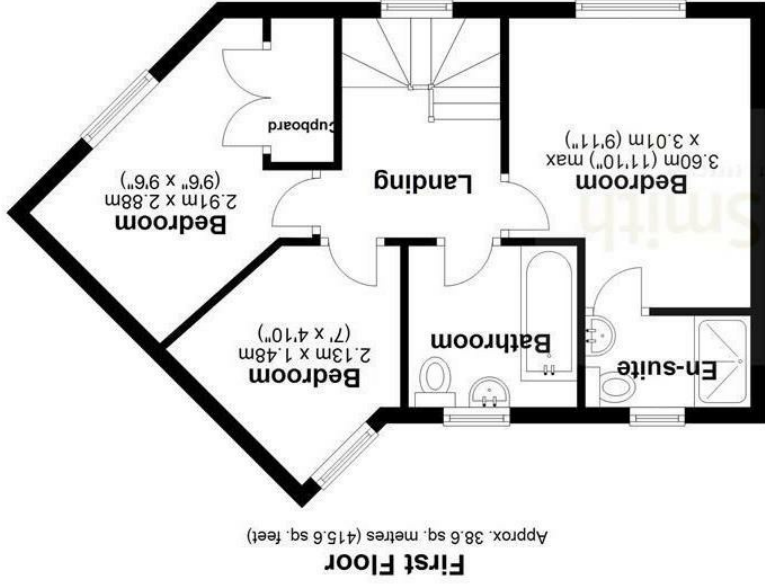 First Floor
Approx. 38.6 sq. metres (415.6 sq. feet)
En-suite
Bathroom
Bedroom
2.13m x 1.48m
(7' x 4'10")
Bedroom
3.60m (11'10") max
x 3.01m (9'11")
Landing
Bedroom
2.91m x 2.88m
(9'6" x 9'6")
Cupboard
Smith